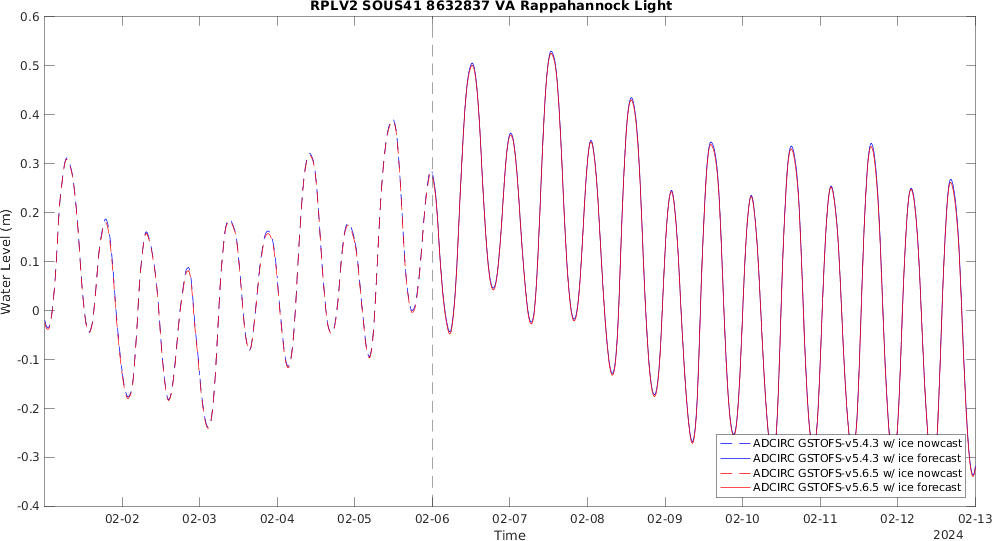 RPLV2 SOUS41 8632837 VA Rappahannock Light
Water Level (m)
0.6
0.5
0.4
0.3
0.2
0.1
0
-0.1
-0.2
-0.3
-0.4
ADCIRC GSTOFS-v5.4.3 w/ ice nowcast
ADCIRC GSTOFS-v5.4.3 w/ ice forecast
ADCIRC GSTOFS-v5.6.5 w/ ice nowcast
ADCIRC GSTOFS-v5.6.5 w/ ice forecast
02-02 02-03 02-04 02-05 02-06 02-07 02-08 02-09 02-10 02-11 02-12 02-13
Time
2024